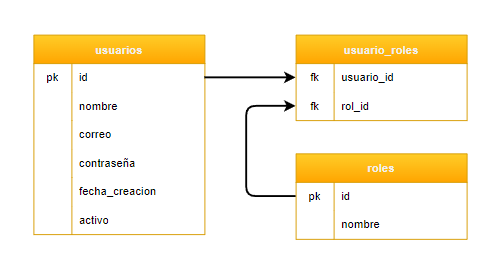 usuarios
pk id
nombre
correo
contraseña
fecha_creacion
activo
usuario_roles
fk usuario_id
fk rol_id
roles
pk id
nombre